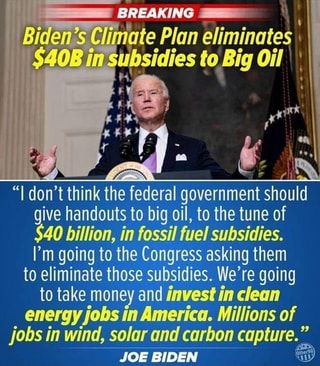 BREAKING
Biden's Climate Plan eliminates
$40B in subsidies to Big Oil
“I don’t think the federal government should
give handouts to big oil, to the tune of
$40 billion, in fossil fuel subsidies.
I’m going to the Congress asking them
to eliminate those subsidies. We’re going
to take money and invest in clean
energy jobs in America. Millions of
jobs in wind, solar and carbon capture.”
JOE BIDEN